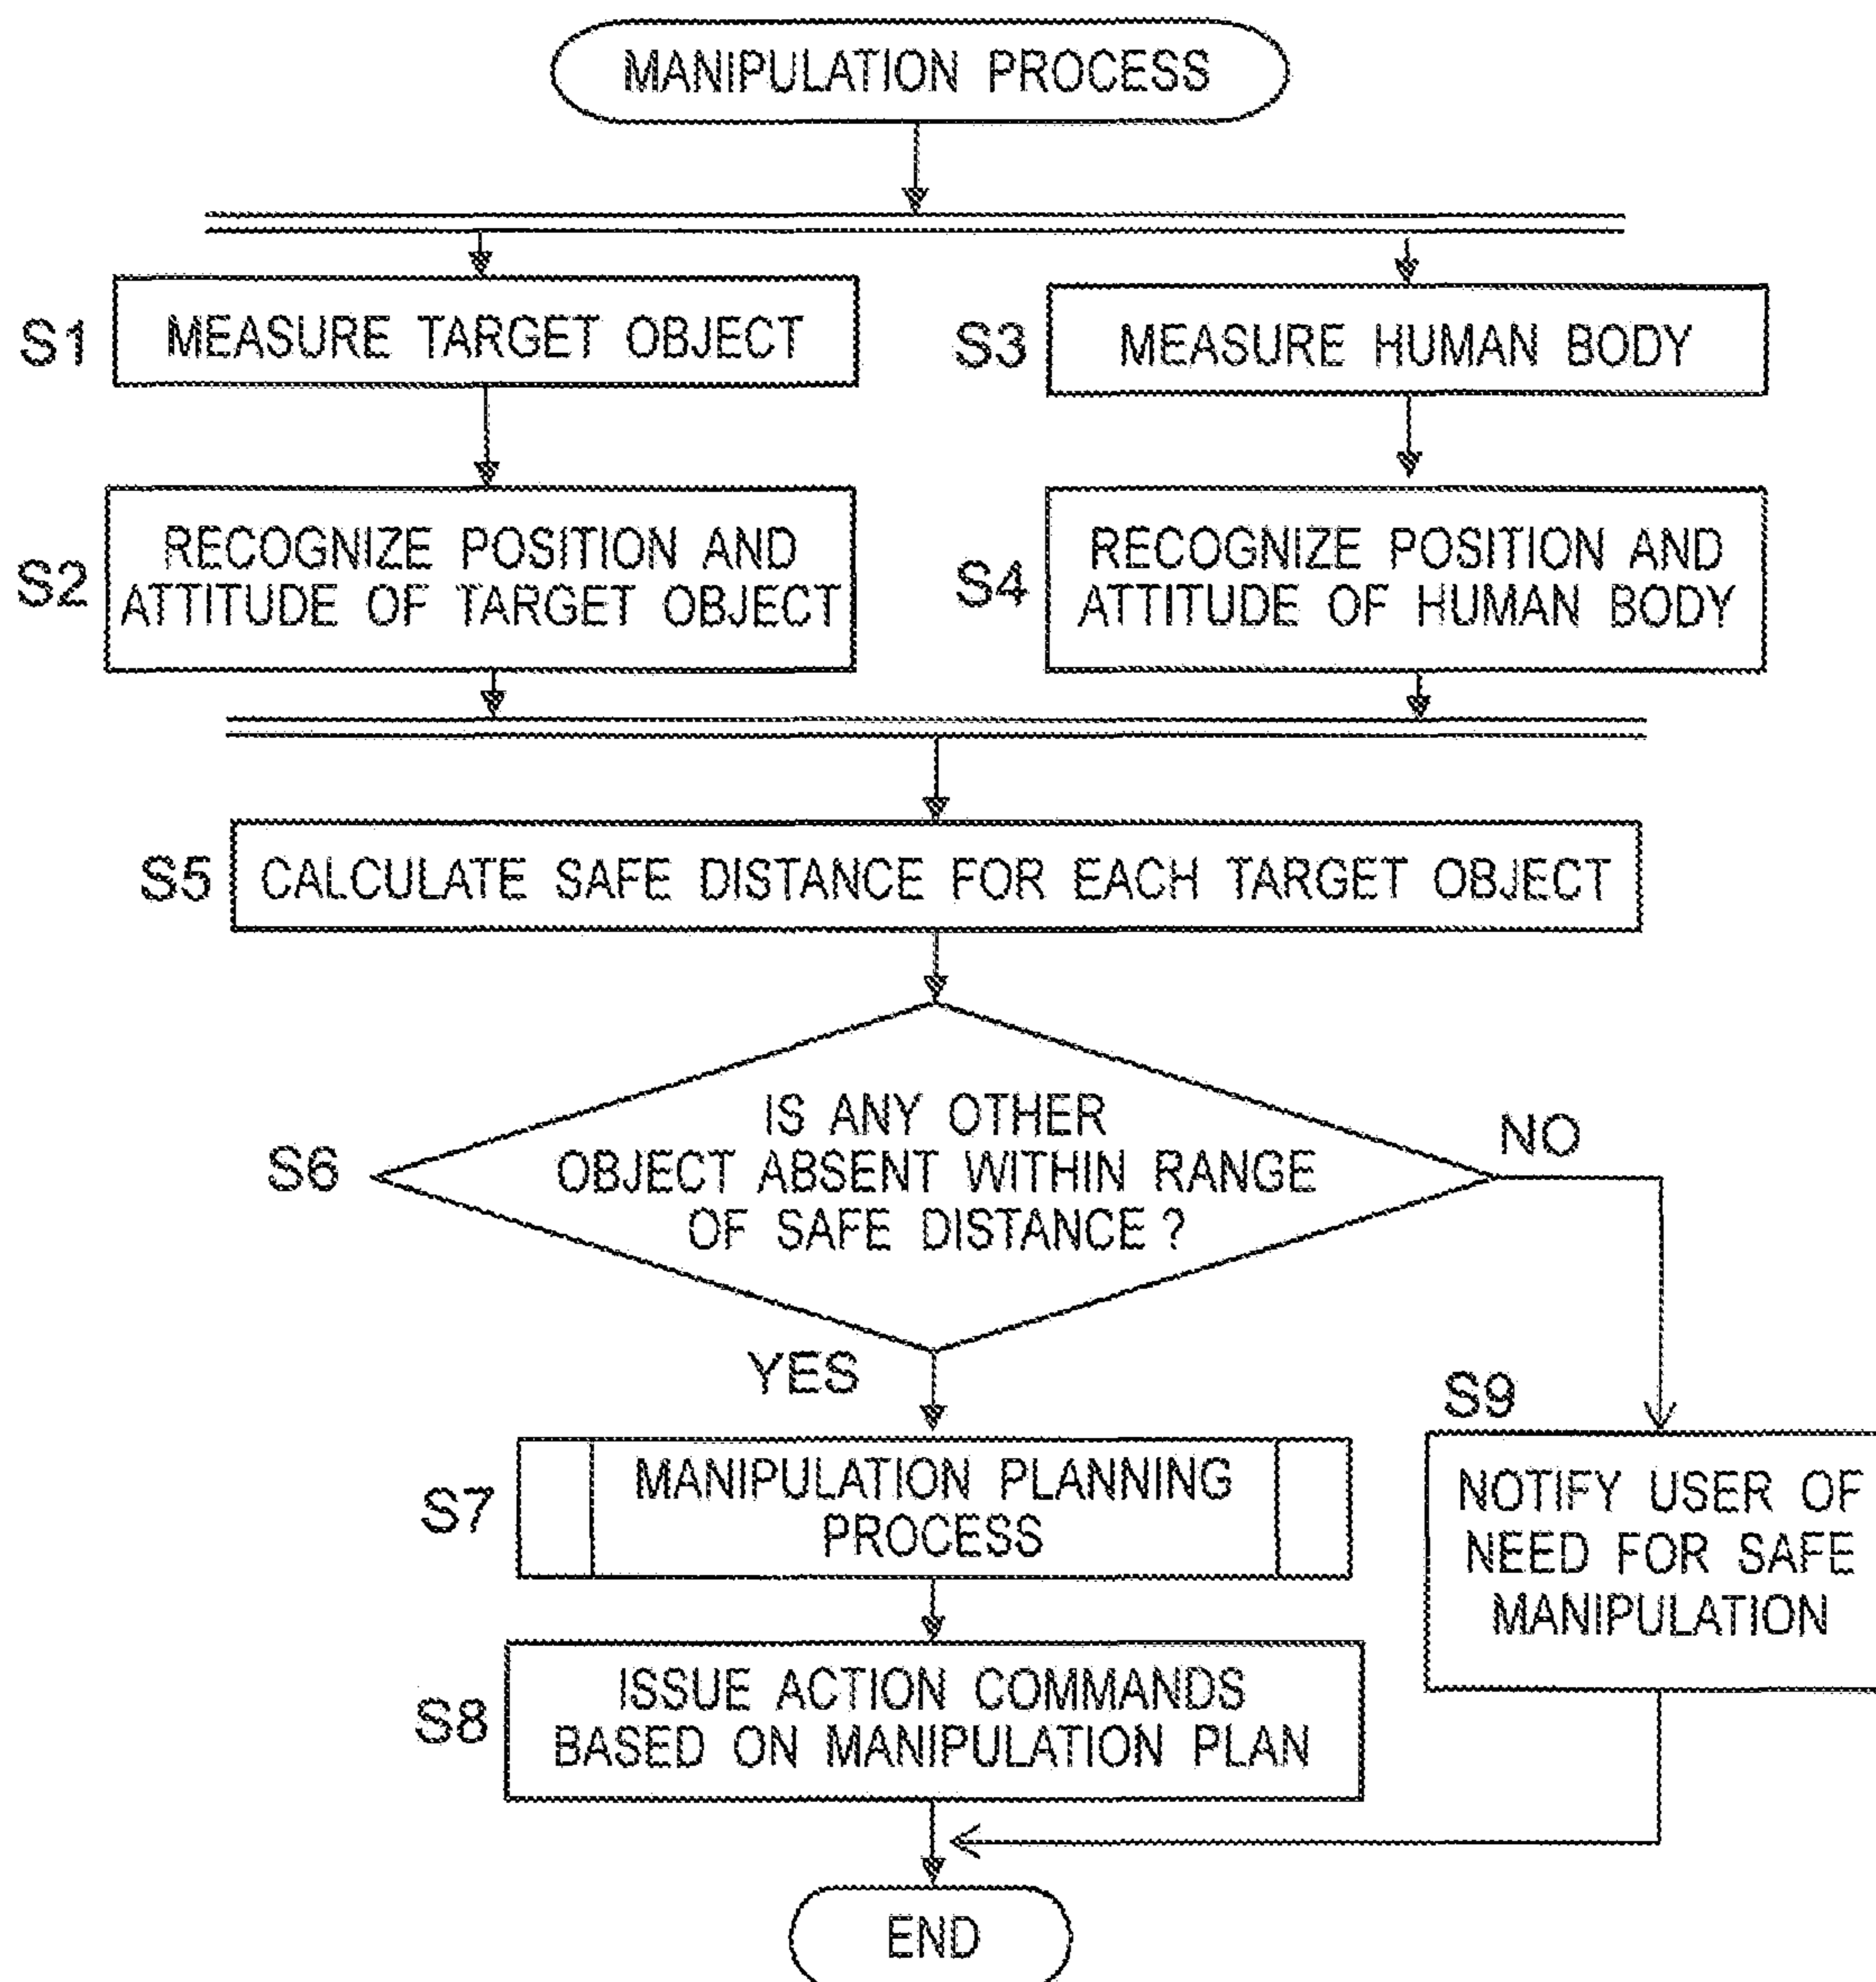 MANIPULATION PROCESS
S1
MEASURE TARGET OBJECT
S3
MEASURE HUMAN BODY
S2
RECOGNIZE POSITION AND
ATTITUDE OF TARGET OBJECT
S4
RECOGNIZE POSITION AND
ATTITUDE OF HUMAN BODY
S5
CALCULATE SAFE DISTANCE FOR EACH TARGET OBJECT
S6
IS ANY OTHER
OBJECT ABSENT WITHIN RANGE
OF SAFE DISTANCE ?
NO
YES
S7
MANIPULATION PLANNING
PROCESS
S9
NOTIFY USER OF
NEED FOR SAFE
MANIPULATION
S8
ISSUE ACTION COMMANDS
BASED ON MANIPULATION PLAN
END